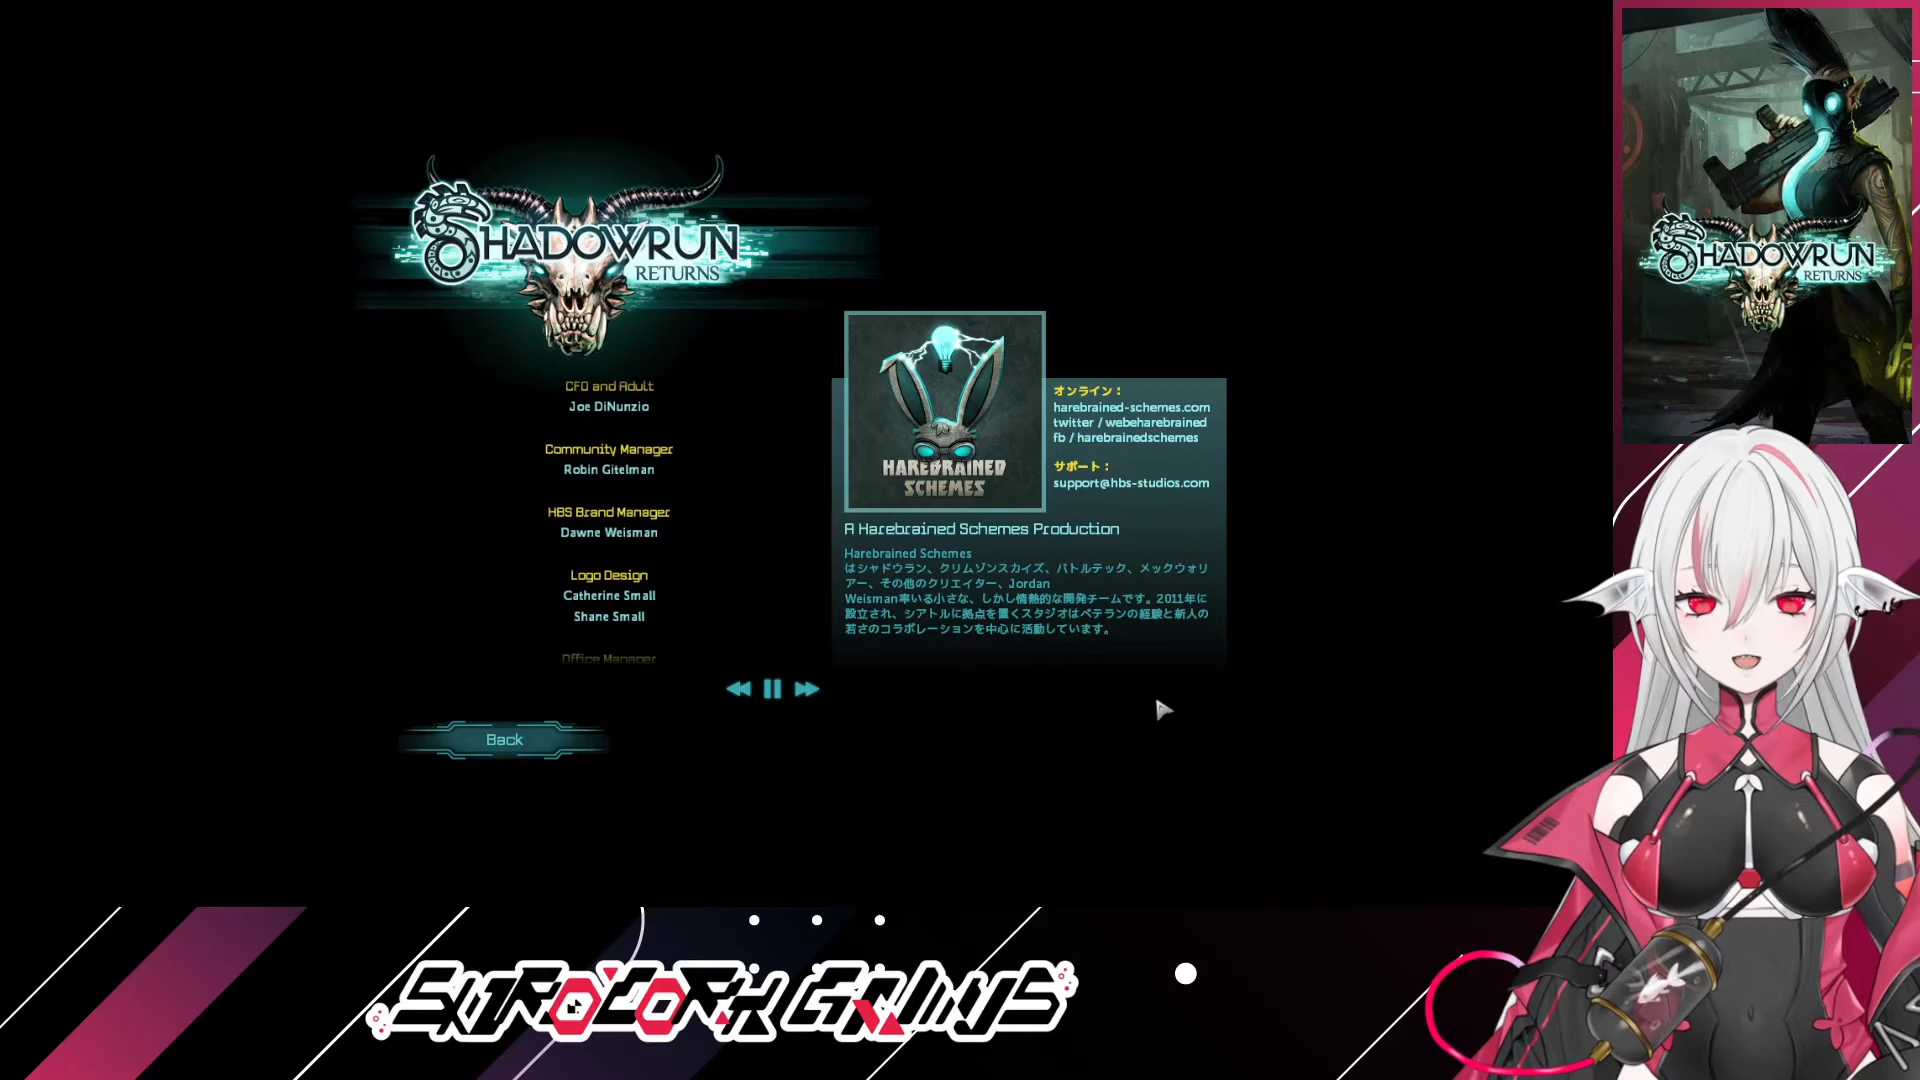 SHADOWRUN
RETURNS
CFO and Adult
Joe DiNunzio
Community Manager
Robin Gitelman
HBS Brand Manager
Dawne Weisman
Logo Design
Catherine Small
Shane Small
Office Manager
Back
HAREBRAINED
SCHEMES
オンライン：
harebrained-schemes.com
twitter / webeharebrained
fb / harebrainedschemes
サポート：
support@hbs-studios.com
A Harebrained Schemes Production
Harebrained Schemes
はシャドウラン、クリムゾンスカイズ、バトルテック、メックウォリ
アー、その他のクリエイター、Jordan
Weisman率いる小さな、しかし情熱的な開発チームです。2011年に
設立され、シアトルに拠点を置くスタジオはベテランの経験と新人の
若さのコラボレーションを中心に活動しています。
SHADOWRUN
RETURNS